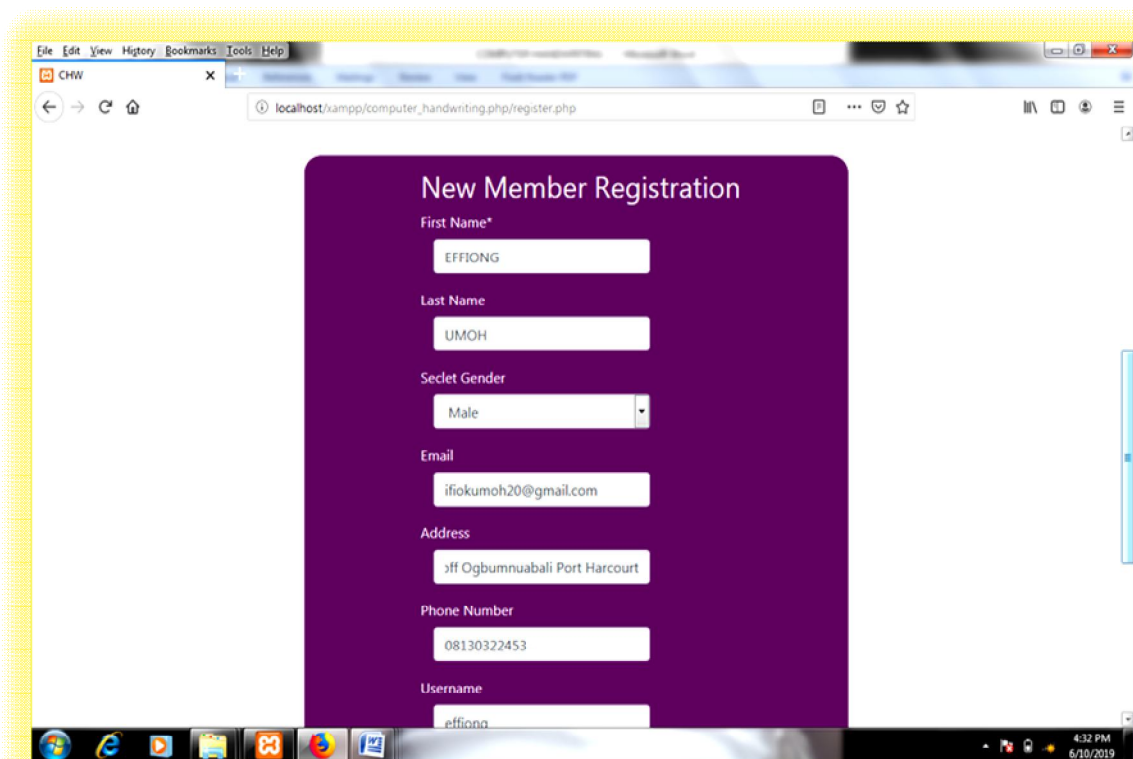 File Edit View History Bookmarks Tools Help
CHW
localhost/xampp/computer_handwriting.php/register.php
New Member Registration
First Name*
EFFIONG
Last Name
UMOH
Seclet Gender
Male
Email
ifiokumoh20@gmail.com
Address
off Ogbumnuabali Port Harcourt
Phone Number
08130322453
Username
effiong
4:32 PM
6/10/2019